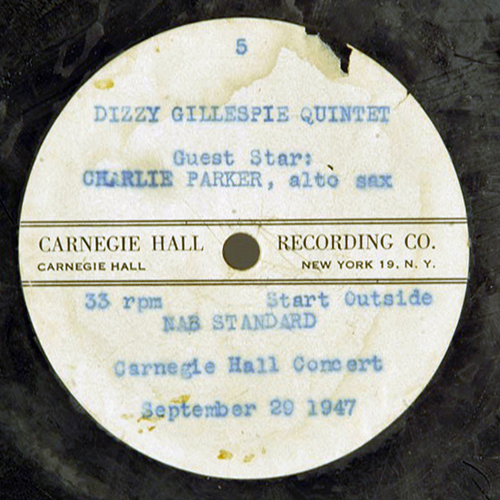 5
DIZZY GILLESPIE QUINTET
Guest Star:
CHARLIE PARKER, alto sax
CARNEGIE HALL RECORDING CO.
CARNEGIE HALL NEW YORK 19, N. Y.
33 rpm Start Outside
NAB STANDARD
Carnegie Hall Concert
September 29 1947